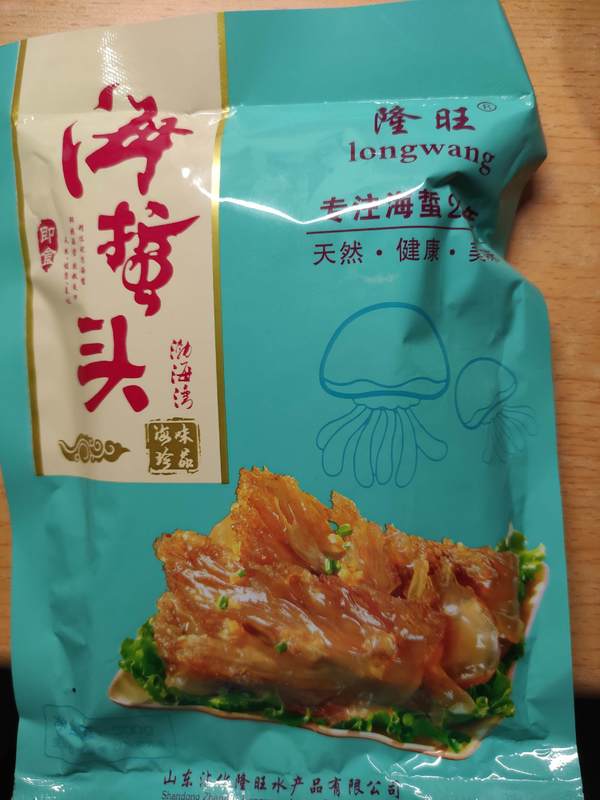 隆旺®
longwang
专注海蜇2
天然·健康·美
海蜇头
即食
渤海湾
海味
珍品
山东沾化隆旺水产品有限公司
Shandong Zhan